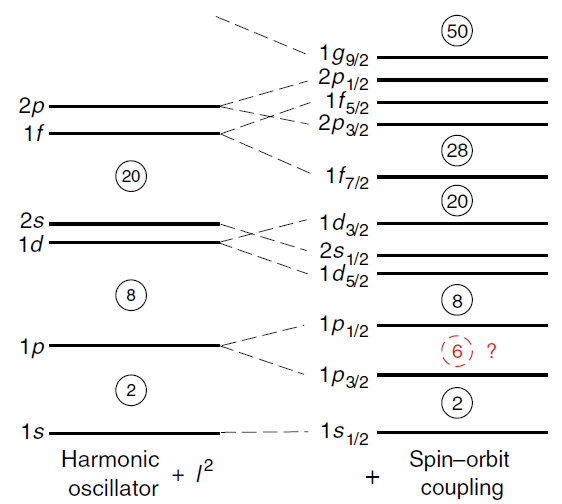 50
1g9/2
2p1/2
2p
1f5/2
1f
2p3/2
28
20
1f7/2
20
2s
1d3/2
1d
2s1/2
1d5/2
8
8
1p1/2
1p
6 ?
1p3/2
2
2
1s
1s1/2
Harmonic
oscillator
+ l²
+
Spin–orbit
coupling